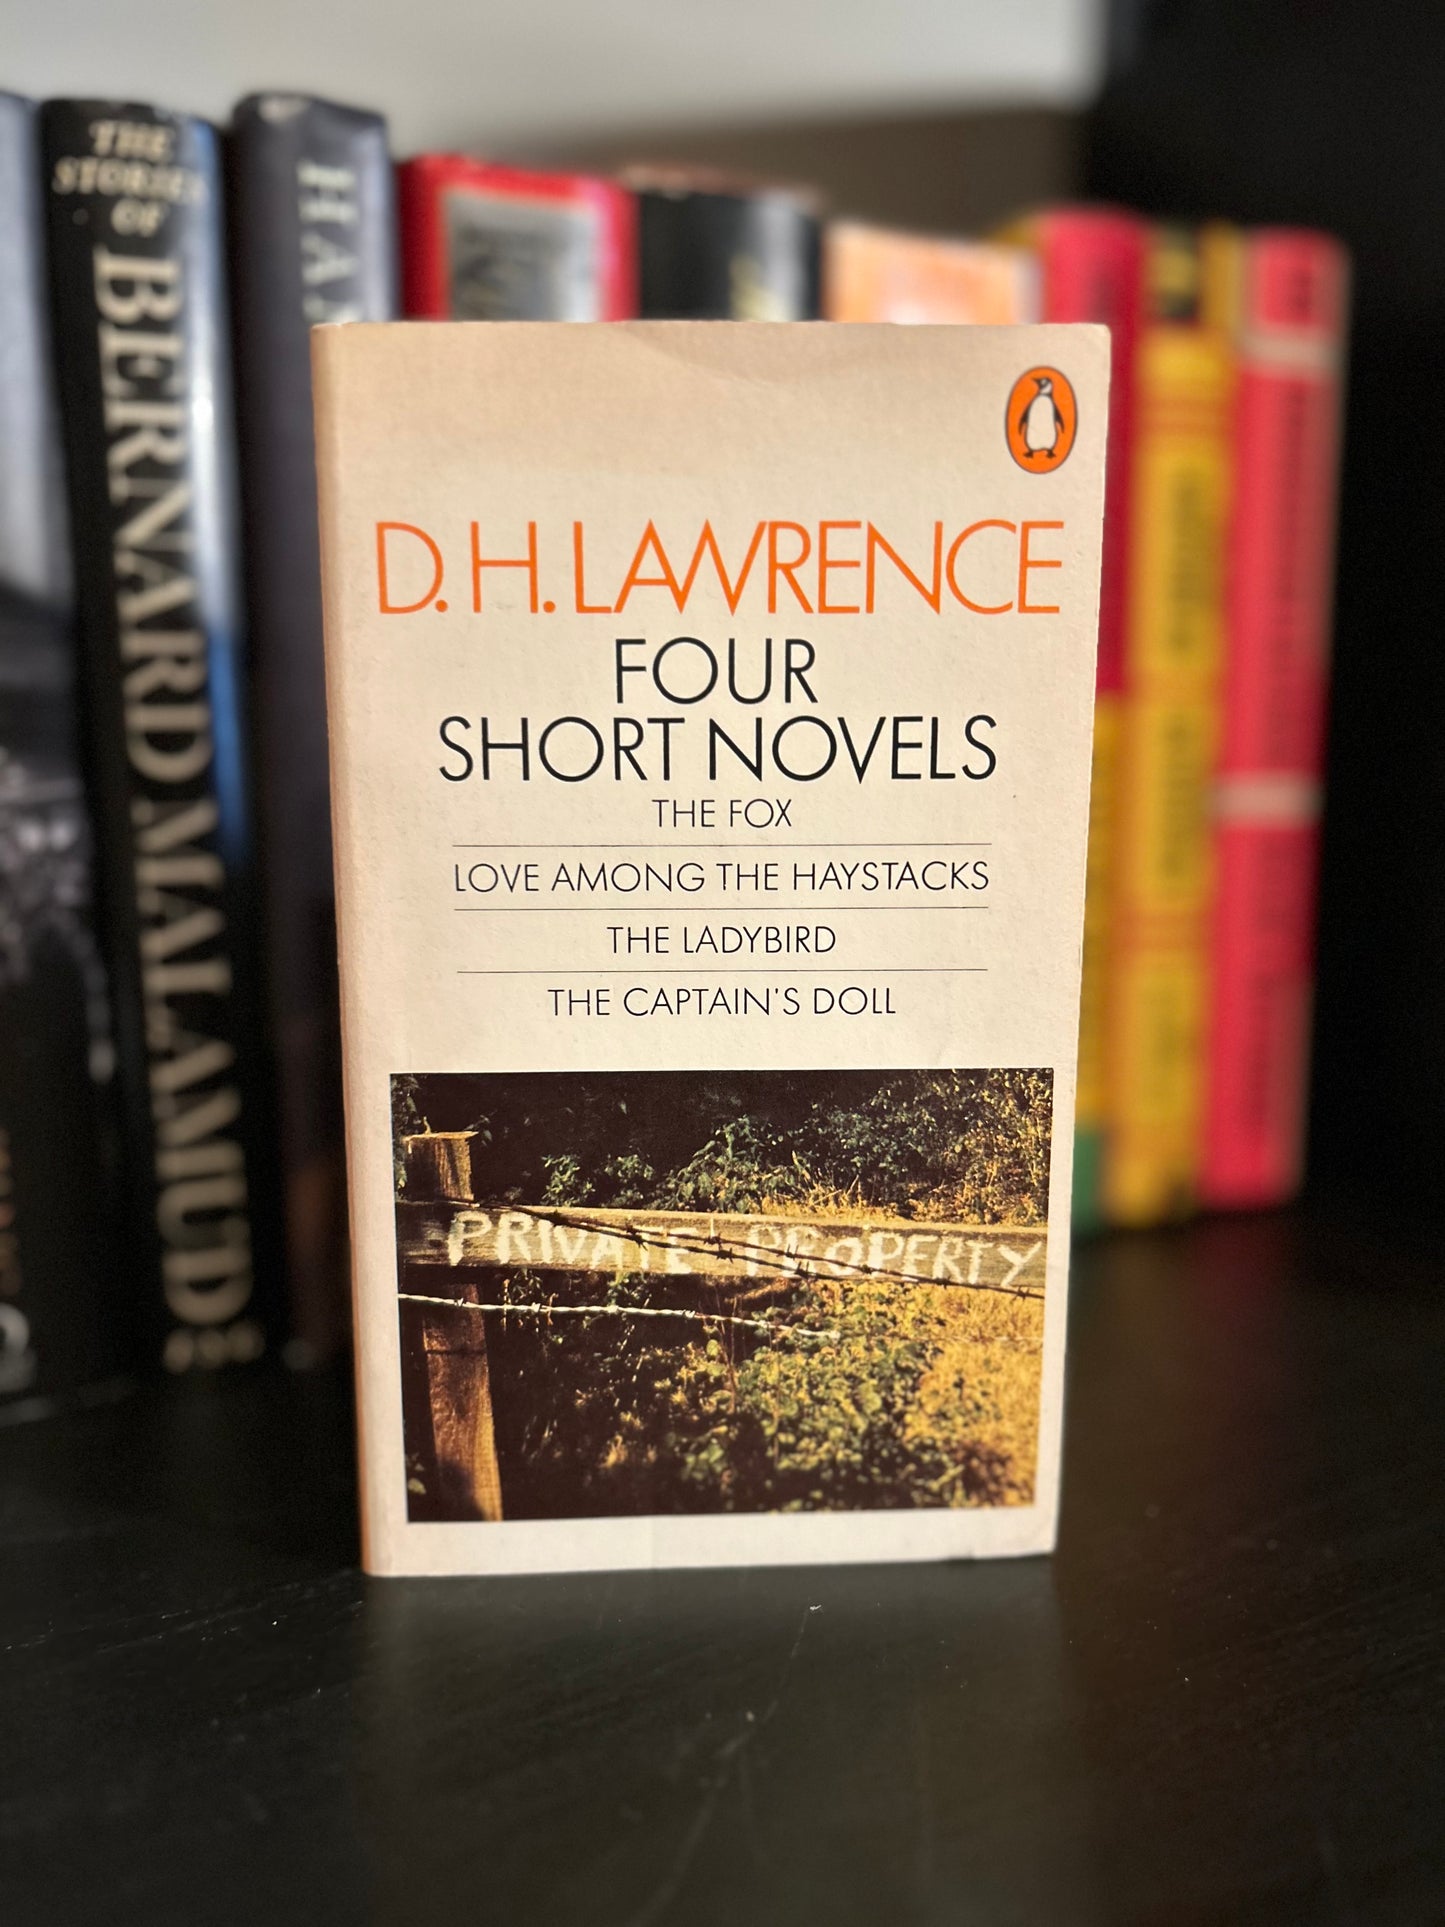 THE
STORIES
OF
BERNARD MALAMUD
D. H. LAWRENCE
FOUR
SHORT NOVELS
THE FOX
LOVE AMONG THE HAYSTACKS
THE LADYBIRD
THE CAPTAIN'S DOLL
PRIVATE PROPERTY